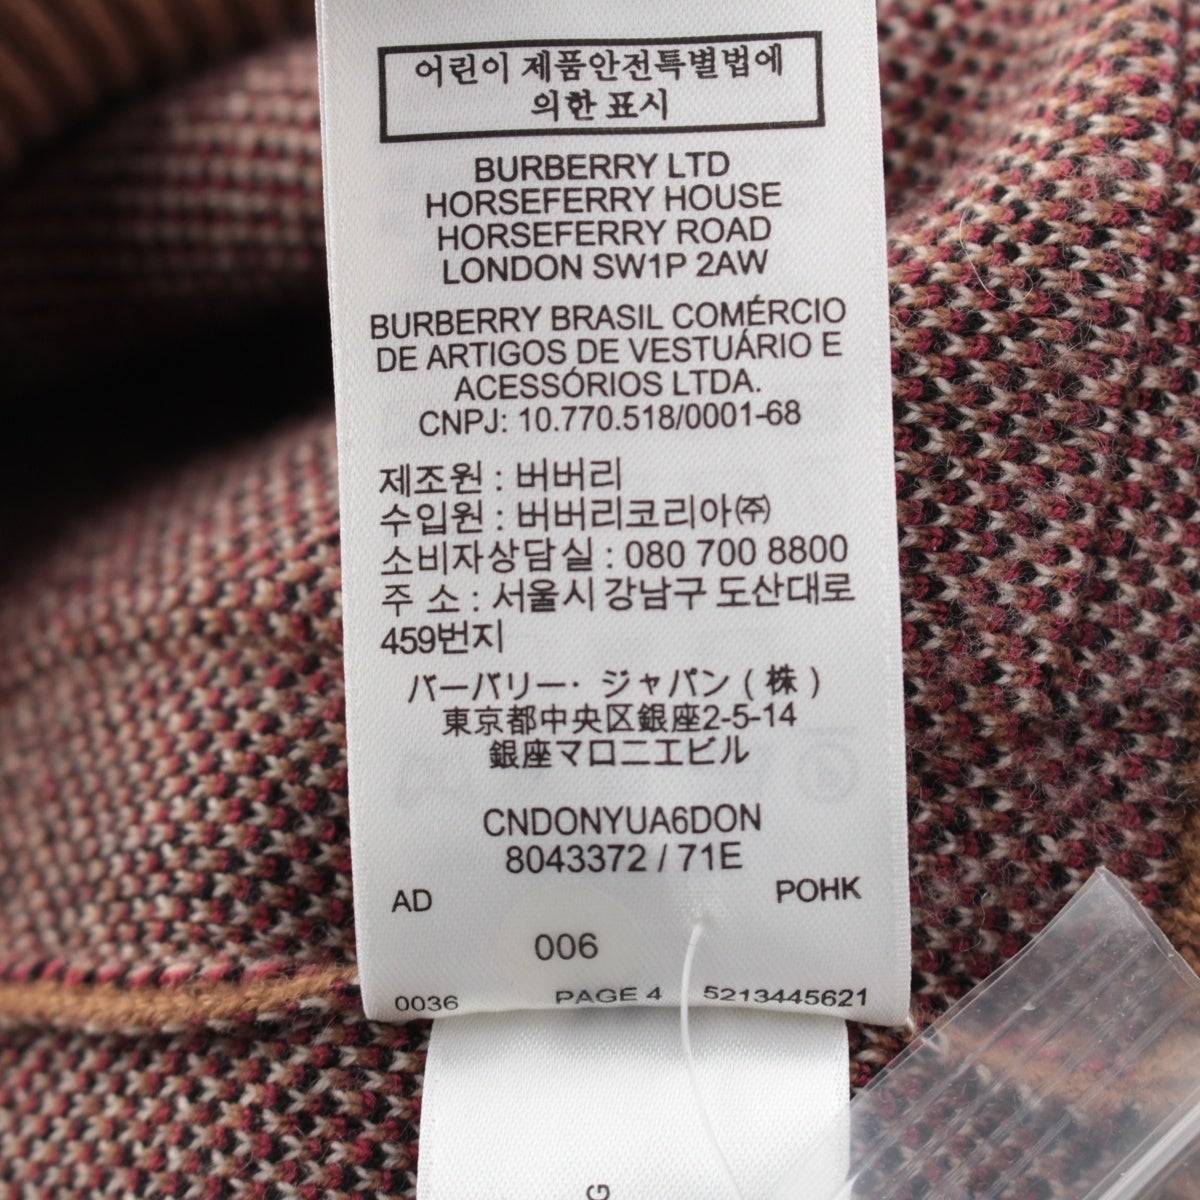 어린이 제품안전특별법에
의한 표시
BURBERRY LTD
HORSEFERRY HOUSE
HORSEFERRY ROAD
LONDON SW1P 2AW
BURBERRY BRASIL COMÉRCIO
DE ARTIGOS DE VESTUÁRIO E
ACESSÓRIOS LTDA.
CNPJ: 10.770.518/0001-68
제조원 : 버버리
수입원 : 버버리코리아㈜
소비자상담실 : 080 700 8800
주 소 : 서울시 강남구 도산대로
459번지
バーバリー・ジャパン ( 株 )
東京都中央区銀座2-5-14
銀座マロニエビル
CNDONYUA6DON
8043372 / 71E
AD POHK
006
0036 PAGE 4 5213445621
G